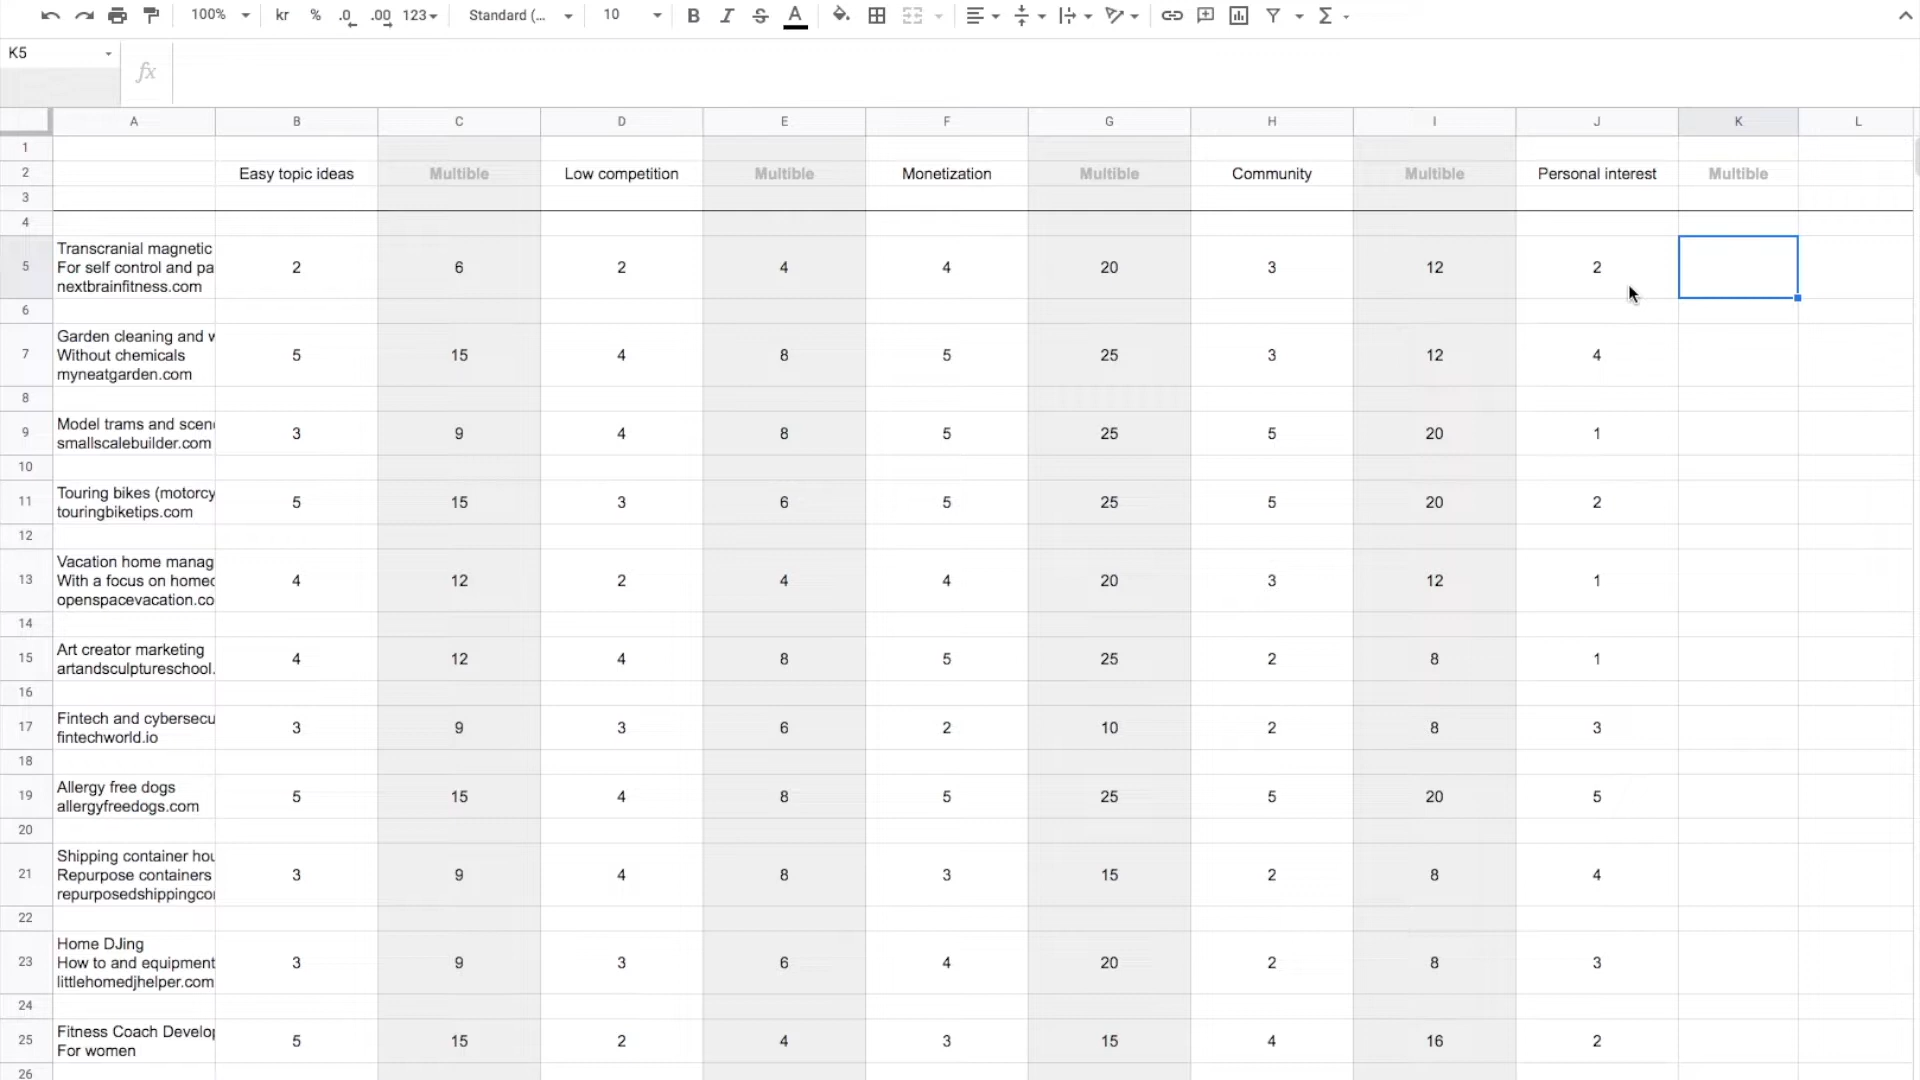 100% kr % .0 .00 123 Standard (... 10 B I S A
K5
fx
A B C D E F G H I J K L
1
2 Easy topic ideas Multible Low competition Multible Monetization Multible Community Multible Personal interest Multible
3
4
Transcranial magnetic
5 For self control and pa 2 6 2 4 4 20 3 12 2
nextbrainfitness.com
6
Garden cleaning and w
7 Without chemicals 5 15 4 8 5 25 3 12 4
myneatgarden.com
8
Model trams and scen
9 3 9 4 8 5 25 5 20 1
smallscalebuilder.com
10
Touring bikes (motorcy
11 5 15 3 6 5 25 5 20 2
touringbiketips.com
12
Vacation home manag
13 With a focus on home 4 12 2 4 4 20 3 12 1
openspacevacation.co
14
Art creator marketing
15 4 12 4 8 5 25 2 8 1
artandsculptureschool.
16
Fintech and cybersecu
17 3 9 3 6 2 10 2 8 3
fintechworld.io
18
Allergy free dogs
19 5 15 4 8 5 25 5 20 5
allergyfreedogs.com
20
Shipping container hou
21 Repurpose containers 3 9 4 8 3 15 2 8 4
repurposedshippingcon
22
Home DJing
23 How to and equipment 3 9 3 6 4 20 2 8 3
littlehomedjhelper.com
24
Fitness Coach Develop
25 5 15 2 4 3 15 4 16 2
For women
26